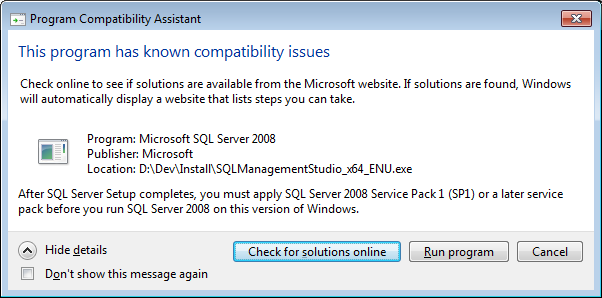 Program Compatibility Assistant
This program has known compatibility issues
Check online to see if solutions are available from the Microsoft website. If solutions are found, Windows
will automatically display a website that lists steps you can take.
Program: Microsoft SQL Server 2008
Publisher: Microsoft
Location: D:\Dev\Install\SQLManagementStudio_x64_ENU.exe
After SQL Server Setup completes, you must apply SQL Server 2008 Service Pack 1 (SP1) or a later service
pack before you run SQL Server 2008 on this version of Windows.
Hide details
Check for solutions online
Run program
Cancel
Don't show this message again